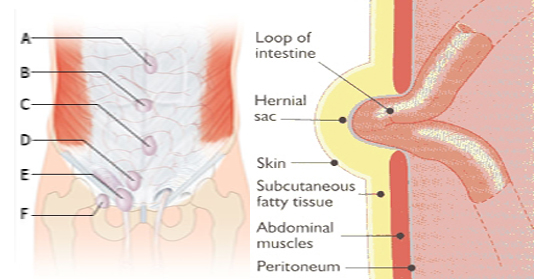 A
B
C
D
E
F
Loop of
intestine
Hernial
sac
Skin
Subcutaneous
fatty tissue
Abdominal
muscles
Peritoneum